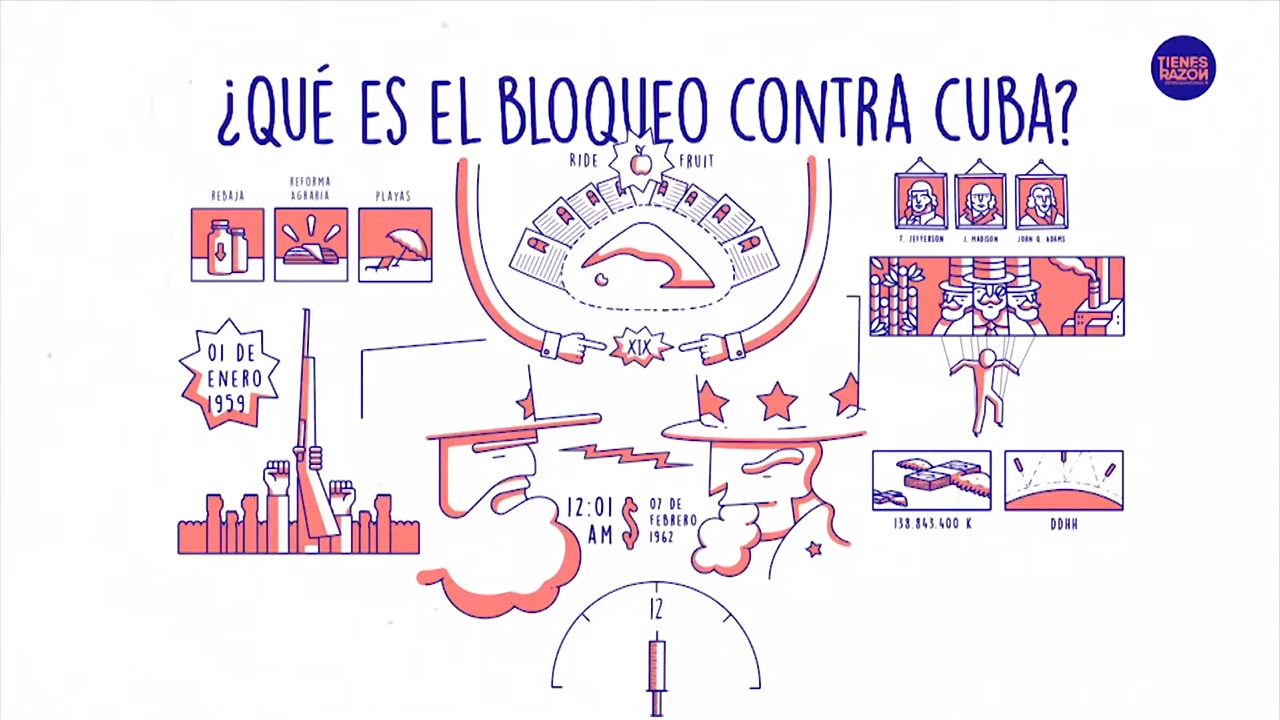 ¿QUÉ ES EL BLOQUEO CONTRA CUBA?
TIENES
RAZON
RIDE
FRUIT
REBAJA
REFORMA
AGRARIA
PLAYAS
T. JEFFERSON
J. MADISON
JOHN Q. ADAMS
XIX
01 DE
ENERO
1959
12:01
AM
07 DE
FEBRERO
1962
138.843.400 K
DDHH
12